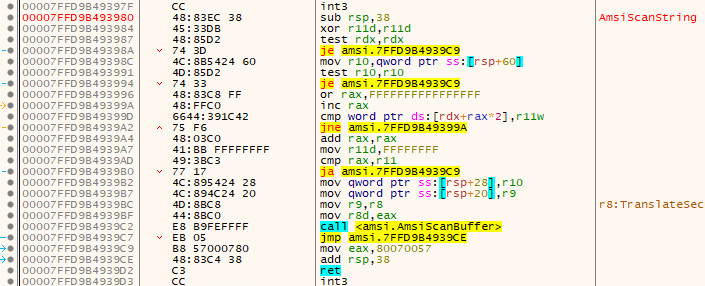 00007FFD9B49397F CC int3
00007FFD9B493980 48:83EC 38 sub rsp,38 AmsiScanString
00007FFD9B493984 45:33DB xor r11d,r11d
00007FFD9B493987 48:85D2 test rdx,rdx
00007FFD9B49398A 74 3D je amsi.7FFD9B4939C9
00007FFD9B49398C 4C:8B5424 60 mov r10,qword ptr ss:[rsp+60]
00007FFD9B493991 4D:85D2 test r10,r10
00007FFD9B493994 74 33 je amsi.7FFD9B4939C9
00007FFD9B493996 48:83C8 FF or rax,FFFFFFFFFFFFFFFF
00007FFD9B49399A 48:FFC0 inc rax
00007FFD9B49399D 6644:391C42 cmp word ptr ds:[rdx+rax*2],r11w
00007FFD9B4939A2 75 F6 jne amsi.7FFD9B49399A
00007FFD9B4939A4 48:03C0 add rax,rax
00007FFD9B4939A7 41:BB FFFFFFFF mov r11d,FFFFFFFF
00007FFD9B4939AD 49:3BC3 cmp rax,r11
00007FFD9B4939B0 77 17 ja amsi.7FFD9B4939C9
00007FFD9B4939B2 4C:895424 28 mov qword ptr ss:[rsp+28],r10
00007FFD9B4939B7 4C:894C24 20 mov qword ptr ss:[rsp+20],r9
00007FFD9B4939BC 4D:8BC8 mov r9,r8 r8:TranslateSec
00007FFD9B4939BF 44:8BC0 mov r8d,eax
00007FFD9B4939C2 E8 B9FEFFFF call <amsi.AmsiScanBuffer>
00007FFD9B4939C7 EB 05 jmp amsi.7FFD9B4939CE
00007FFD9B4939C9 B8 57000780 mov eax,80070057
00007FFD9B4939CE 48:83C4 38 add rsp,38
00007FFD9B4939D2 C3 ret
00007FFD9B4939D3 CC int3